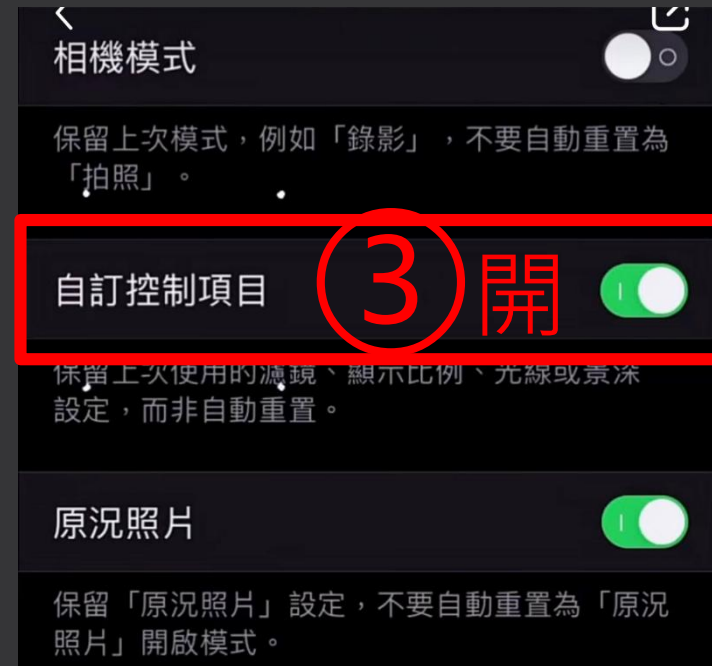 相機模式
保留上次模式，例如「錄影」，不要自動重置為
「拍照」。
自訂控制項目 ③開
保留上次使用的濾鏡、顯示比例、光線或景深
設定，而非自動重置。
原況照片
保留「原況照片」設定，不要自動重置為「原況
照片」開啟模式。